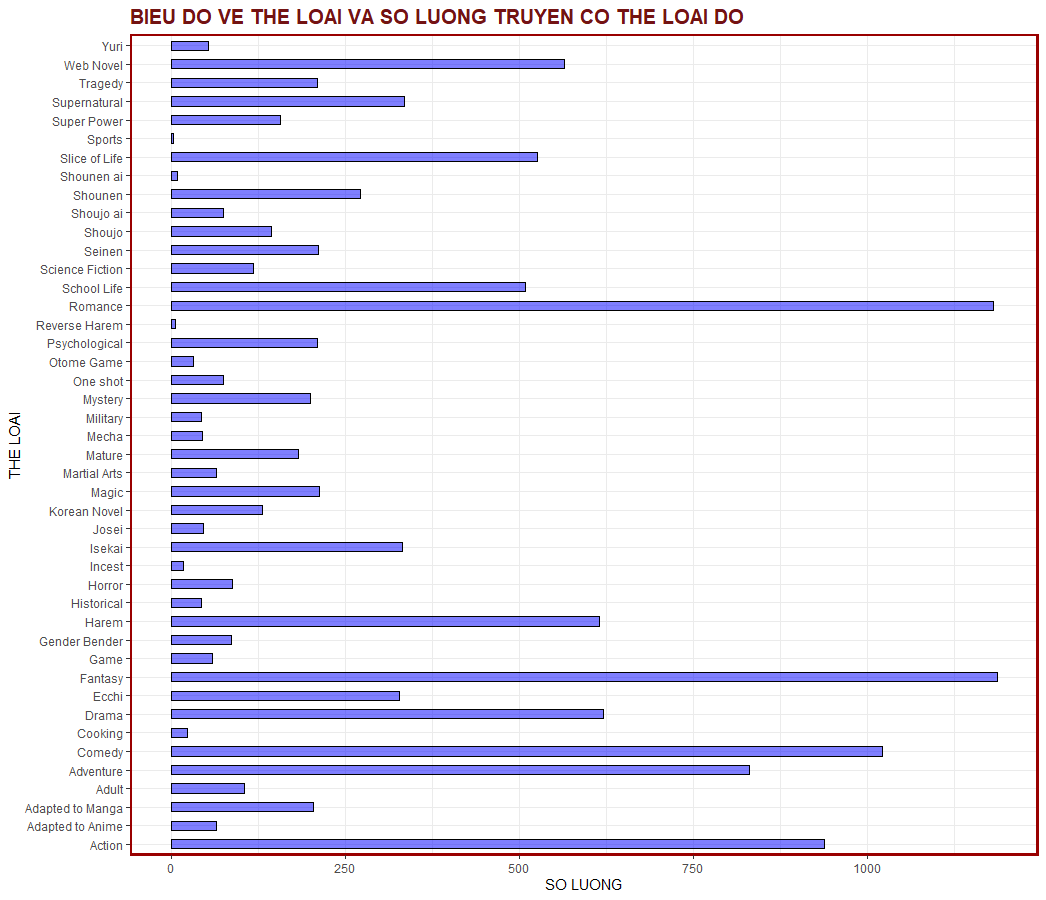 BIEU DO VE THE LOAI VA SO LUONG TRUYEN CO THE LOAI DO
THE LOAI
Yuri
Web Novel
Tragedy
Supernatural
Super Power
Sports
Slice of Life
Shounen ai
Shounen
Shoujo ai
Shoujo
Seinen
Science Fiction
School Life
Romance
Reverse Harem
Psychological
Otome Game
One shot
Mystery
Military
Mecha
Mature
Martial Arts
Magic
Korean Novel
Josei
Isekai
Incest
Horror
Historical
Harem
Gender Bender
Game
Fantasy
Ecchi
Drama
Cooking
Comedy
Adventure
Adult
Adapted to Manga
Adapted to Anime
Action
0 250 500 750 1000
SO LUONG